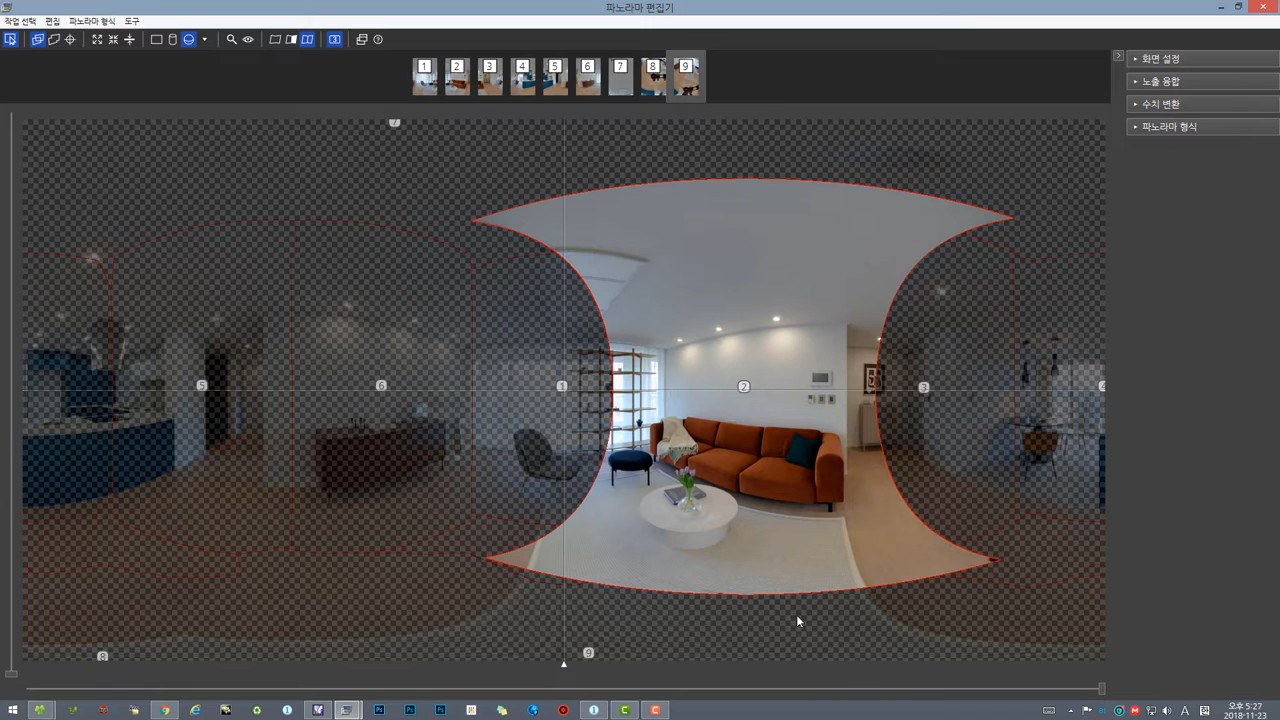 파노라마 편집기
작업 선택 편집 파노라마 형식 도구
1 2 3 4 5 6 7 8 9
화면 설정
노출 융합
수치 변환
파노라마 형식
7
5 6 1 2 3 4
8 9
오후 5:27
2018-11-23